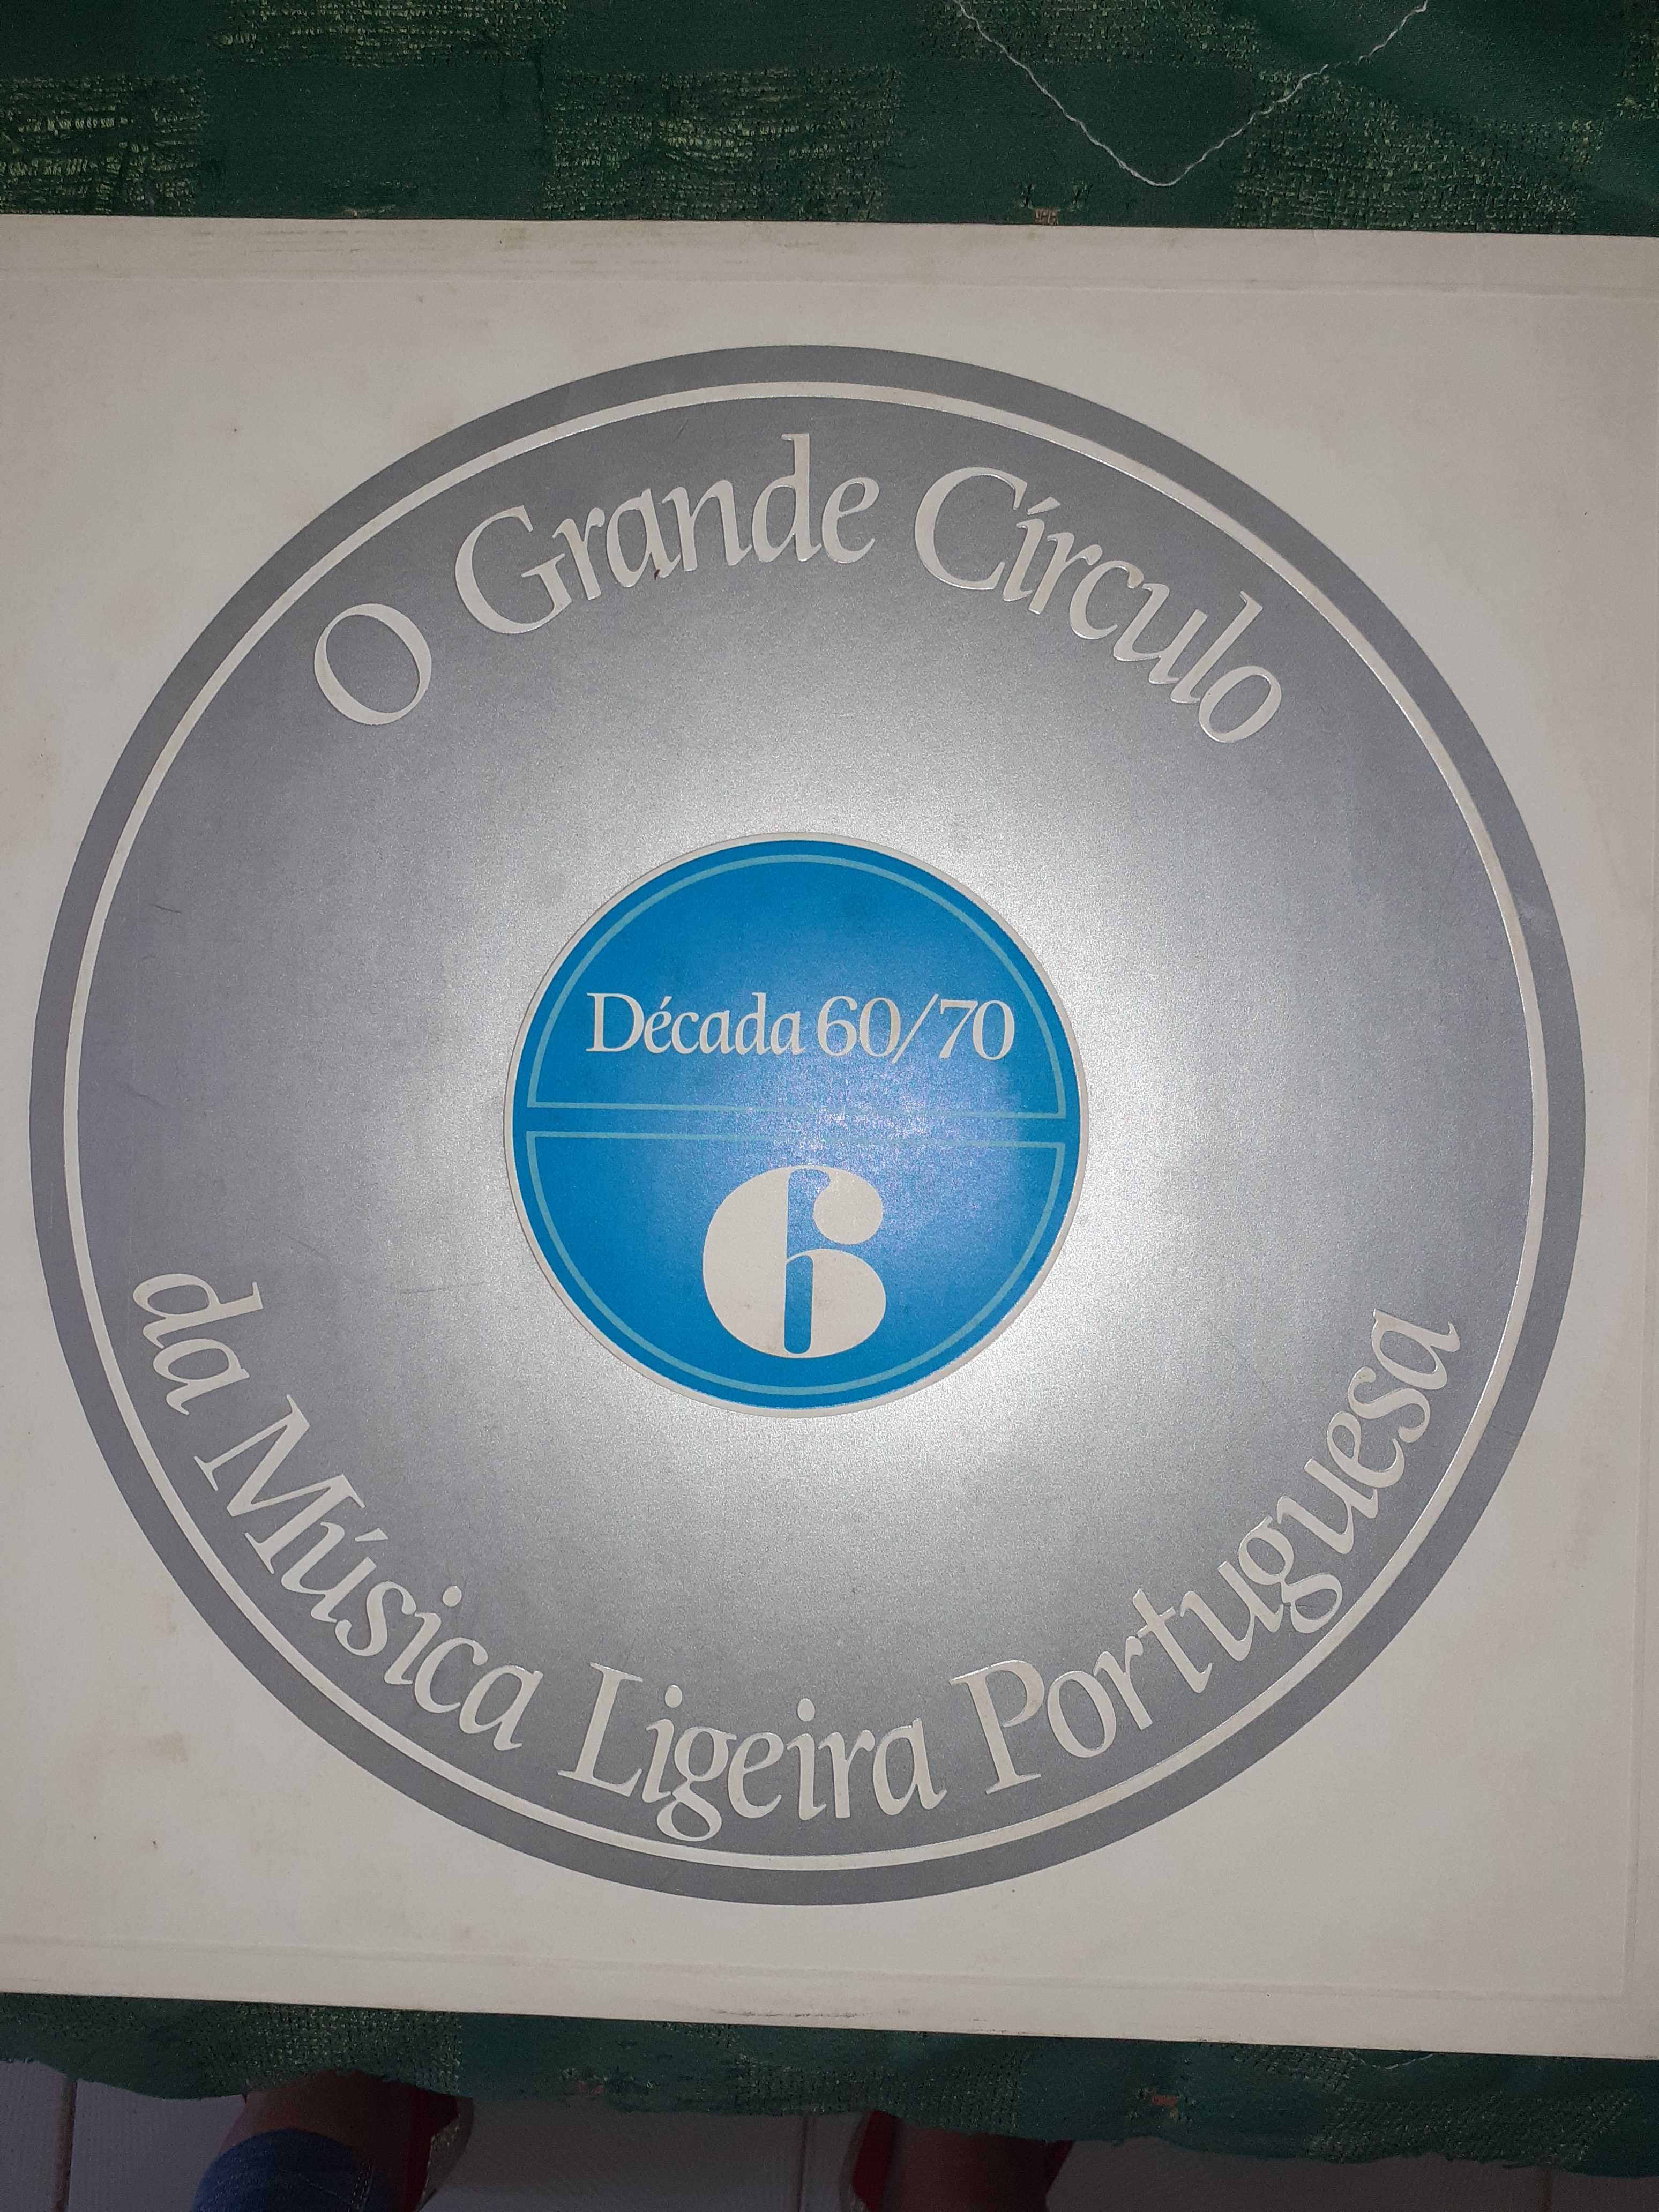 O Grande Círculo
Década 60/70
6
da Música Ligeira Portuguesa